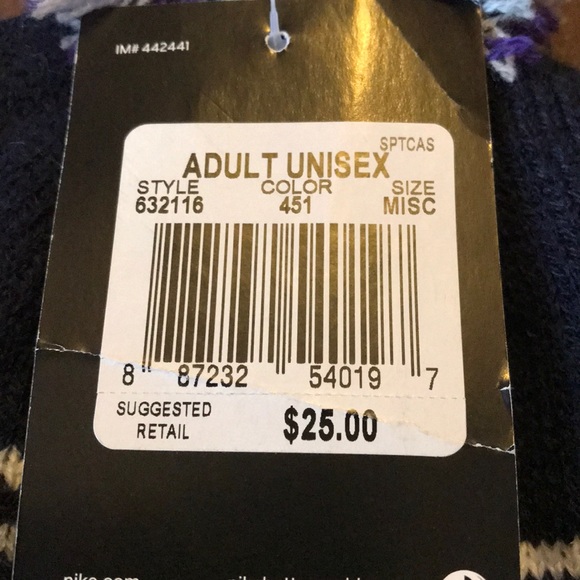 IM# 442441
SPTCAS
ADULT UNISEX
STYLE COLOR SIZE
632116 451 MISC
8 87232 54019 7
SUGGESTED
RETAIL
$25.00
nike.com